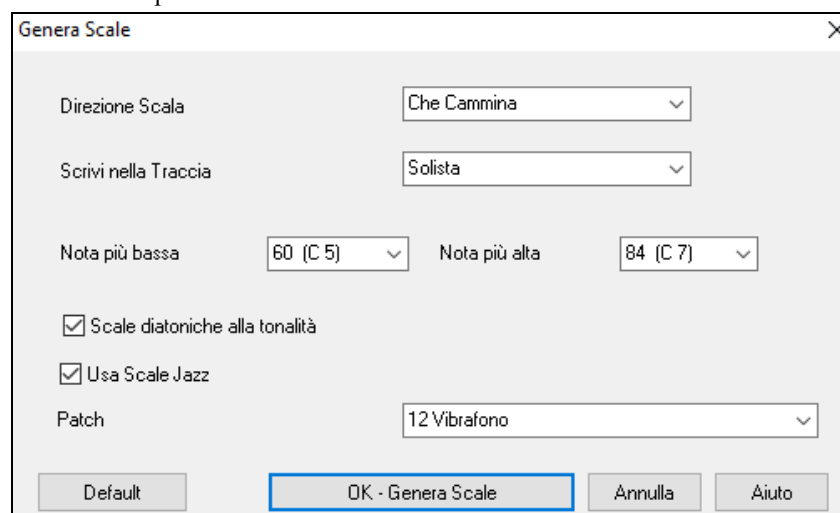 Genera Scale
Direzione Scala Che Cammina
Scrivi nella Traccia Solista
Nota più bassa 60 (C 5) Nota più alta 84 (C 7)
Scale diatoniche alla tonalità
Usa Scale Jazz
Patch 12 Vibrafono
Default OK - Genera Scale Annulla Aiuto